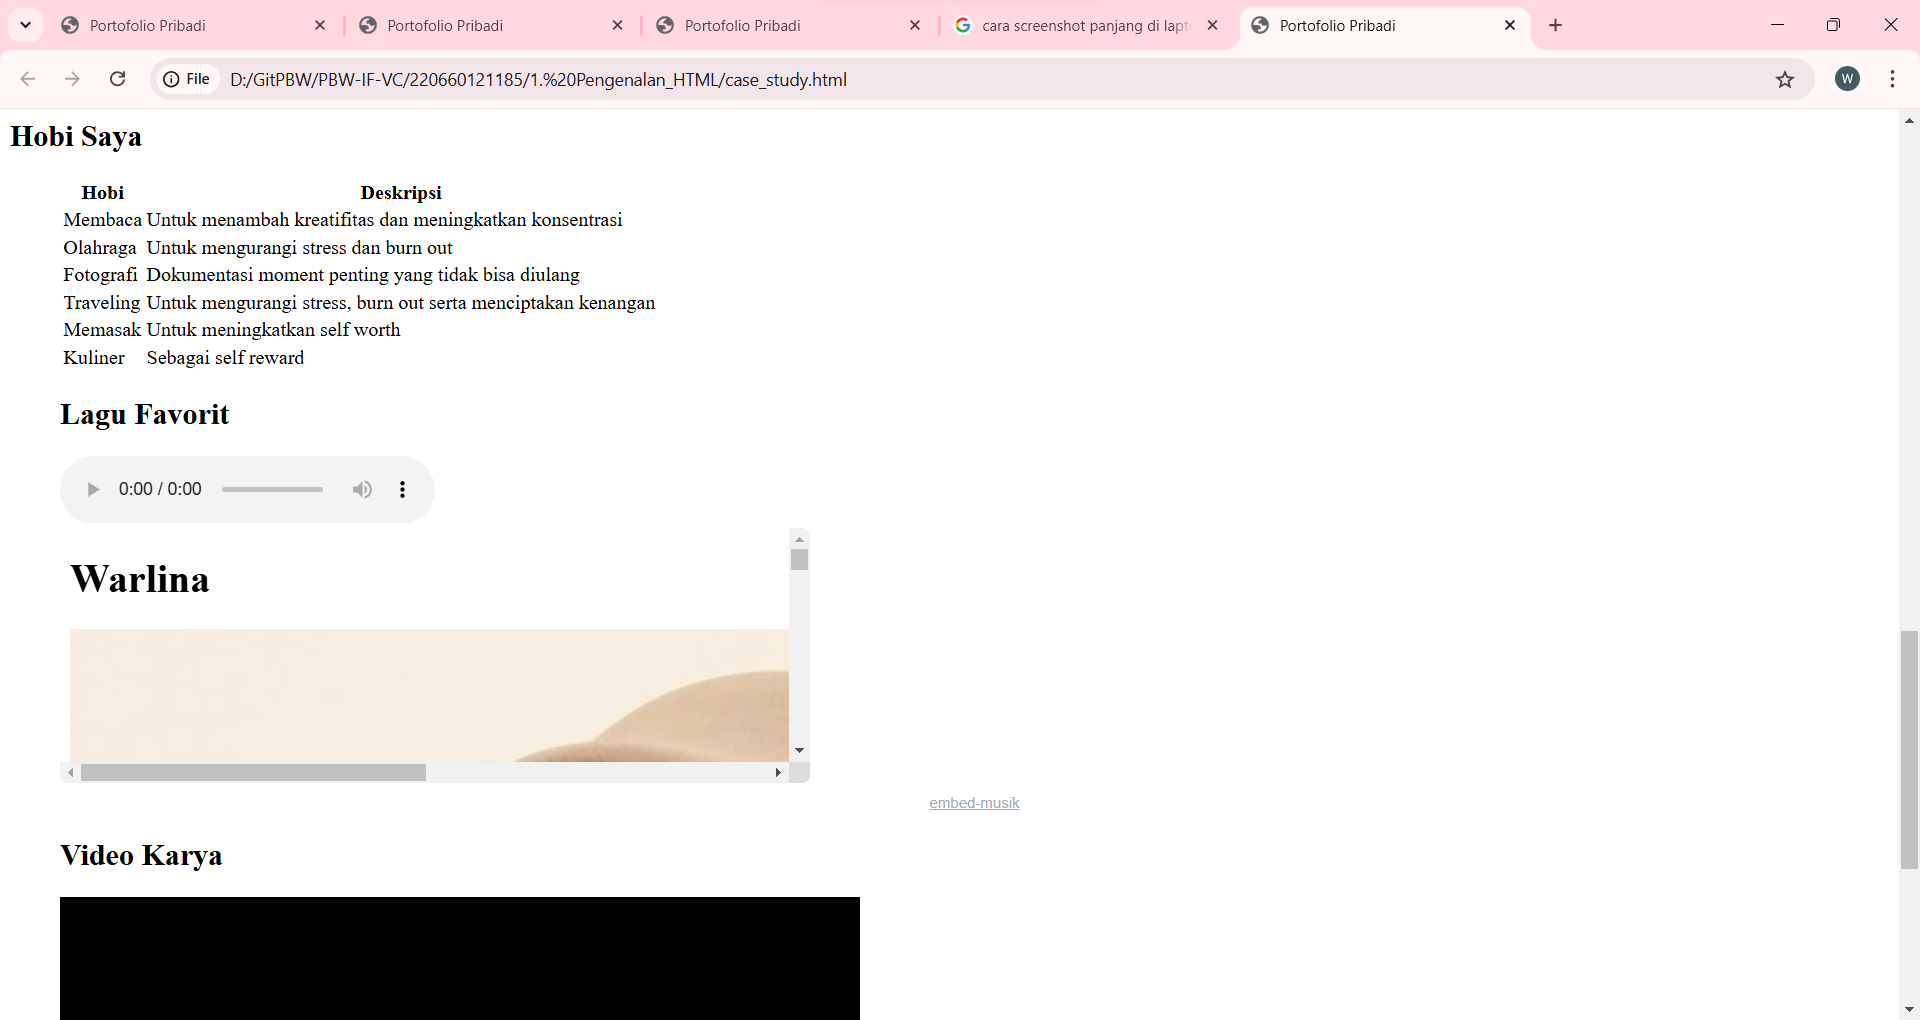 Portofolio Pribadi
Portofolio Pribadi
Portofolio Pribadi
cara screenshot panjang di lapt
Portofolio Pribadi
File
D:/GitPBW/PBW-IF-VC/220660121185/1.%20Pengenalan_HTML/case_study.html
W
Hobi Saya
Hobi Deskripsi
Membaca Untuk menambah kreatifitas dan meningkatkan konsentrasi
Olahraga Untuk mengurangi stress dan burn out
Fotografi Dokumentasi moment penting yang tidak bisa diulang
Traveling Untuk mengurangi stress, burn out serta menciptakan kenangan
Memasak Untuk meningkatkan self worth
Kuliner Sebagai self reward
Lagu Favorit
0:00 / 0:00
Warlina
embed-musik
Video Karya